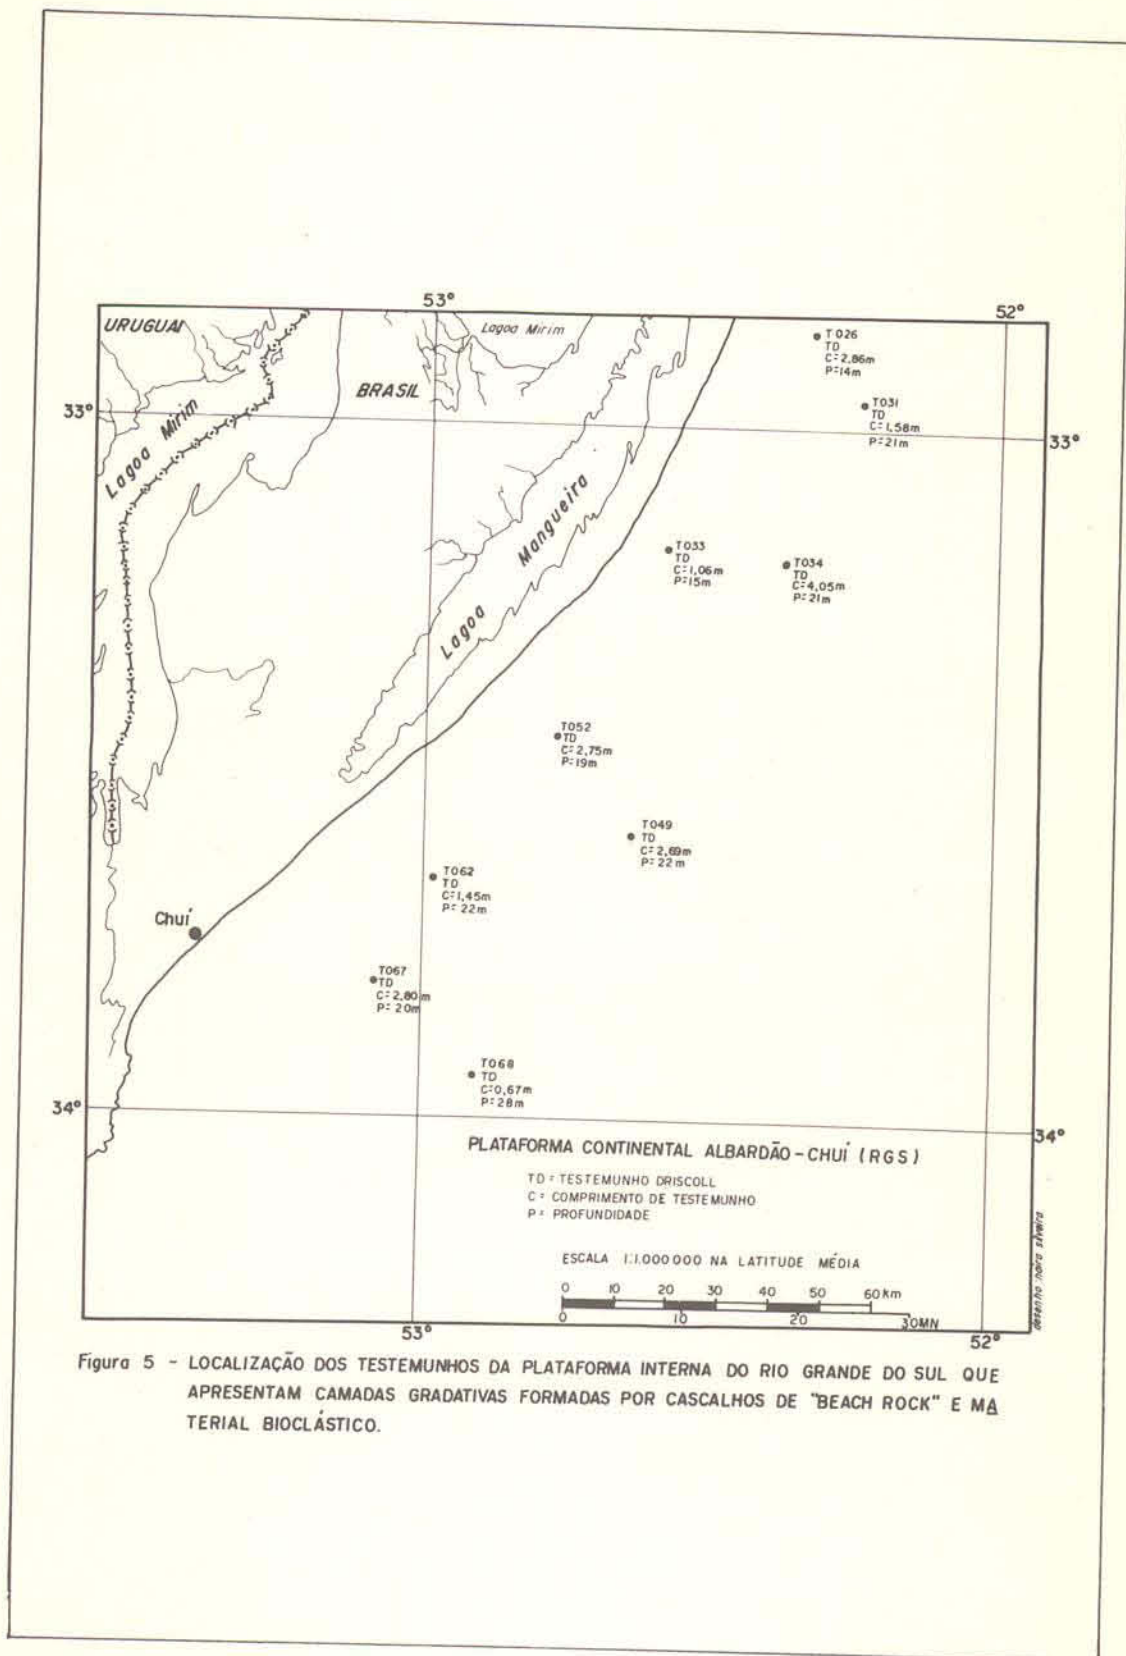 53°
52°
URUGUAI
Lagoa Mirim
BRASIL
33°
33°
Lagoa Mirim
Lagoa Mangueira
T026
TD
C=2,86m
P=14m
T031
TD
C=1,58m
P=21m
T033
TD
C=1,06m
P=15m
T034
TD
C=4,05m
P=21m
T052
TD
C=2,75m
P=19m
T049
TD
C=2,69m
P=22m
T062
TD
C=1,45m
P=22m
Chuí
T067
TD
C=2,80m
P=20m
T068
TD
C=0,67m
P=28m
34°
34°
PLATAFORMA CONTINENTAL ALBARDÃO-CHUÍ (RGS)
TD = TESTEMUNHO DRISCOLL
C = COMPRIMENTO DE TESTEMUNHO
P = PROFUNDIDADE
ESCALA 1:1.000000 NA LATITUDE MÉDIA
0 10 20 30 40 50 60 km
0 10 20 30MN
53°
52°
Figura 5 - LOCALIZAÇÃO DOS TESTEMUNHOS DA PLATAFORMA INTERNA DO RIO GRANDE DO SUL QUE
APRESENTAM CAMADAS GRADATIVAS FORMADAS POR CASCALHOS DE "BEACH ROCK" E MA
TERIAL BIOCLÁSTICO.